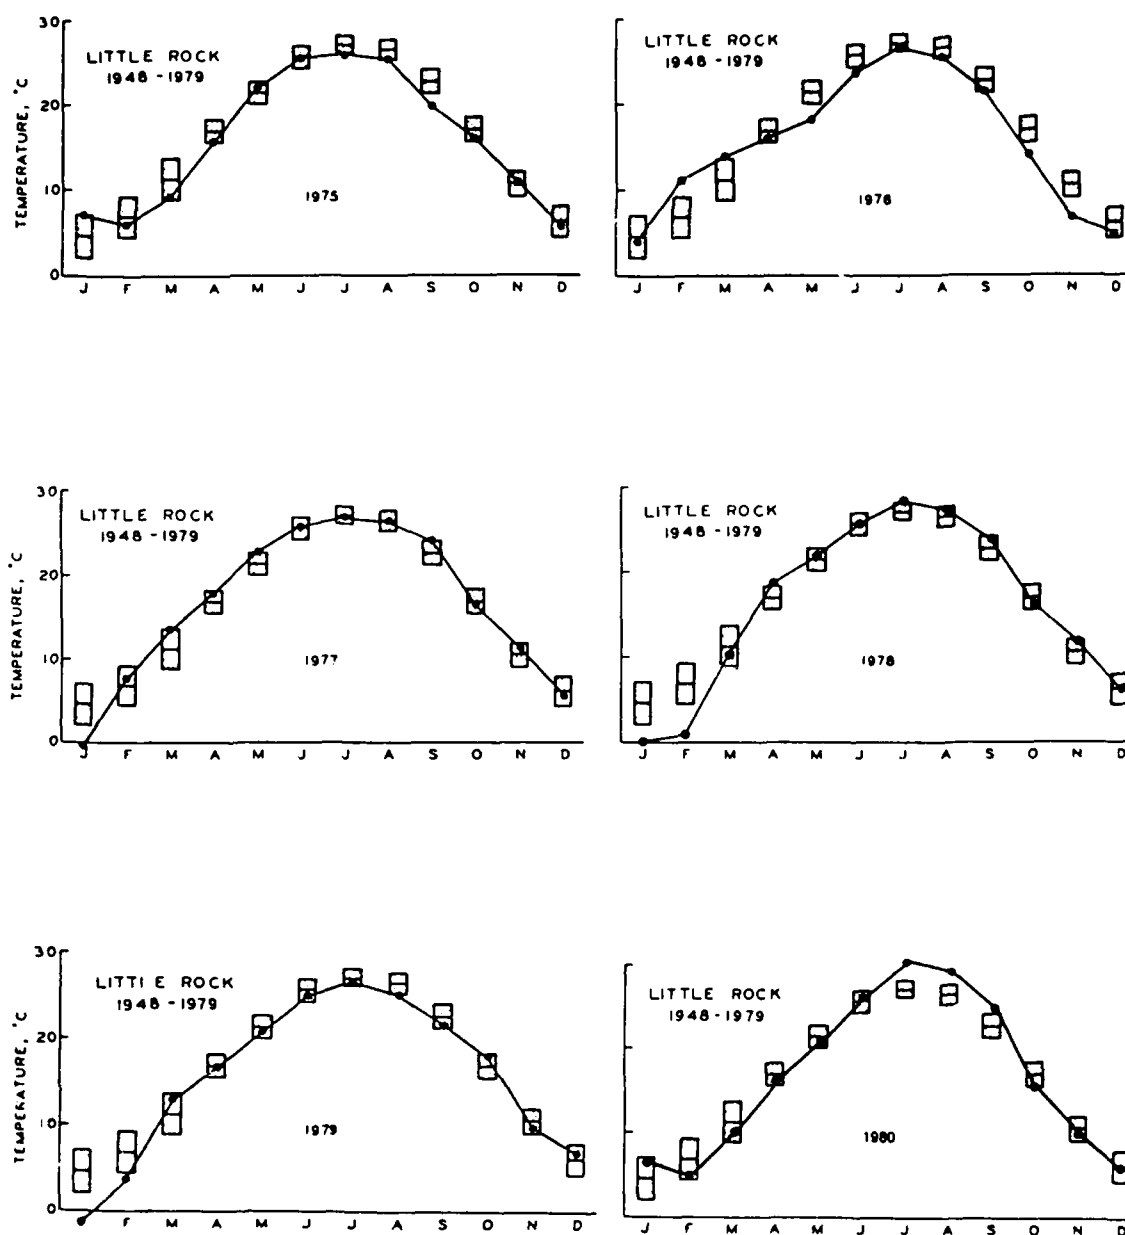 30
LITTLE ROCK
1948-1979
20
TEMPERATURE, °C
10
1975
0
J F M A M J J A S O N D
LITTLE ROCK
1948-1979
1976
J F M A M J J A S O N D
30
LITTLE ROCK
1948-1979
20
TEMPERATURE, °C
10
1977
0
J F M A M J J A S O N D
LITTLE ROCK
1948-1979
1978
J F M A M J J A S O N D
30
LITTLE ROCK
1948-1979
20
TEMPERATURE, °C
10
1979
0
J F M A M J J A S O N D
LITTLE ROCK
1948-1979
1980
J F M A M J J A S O N D